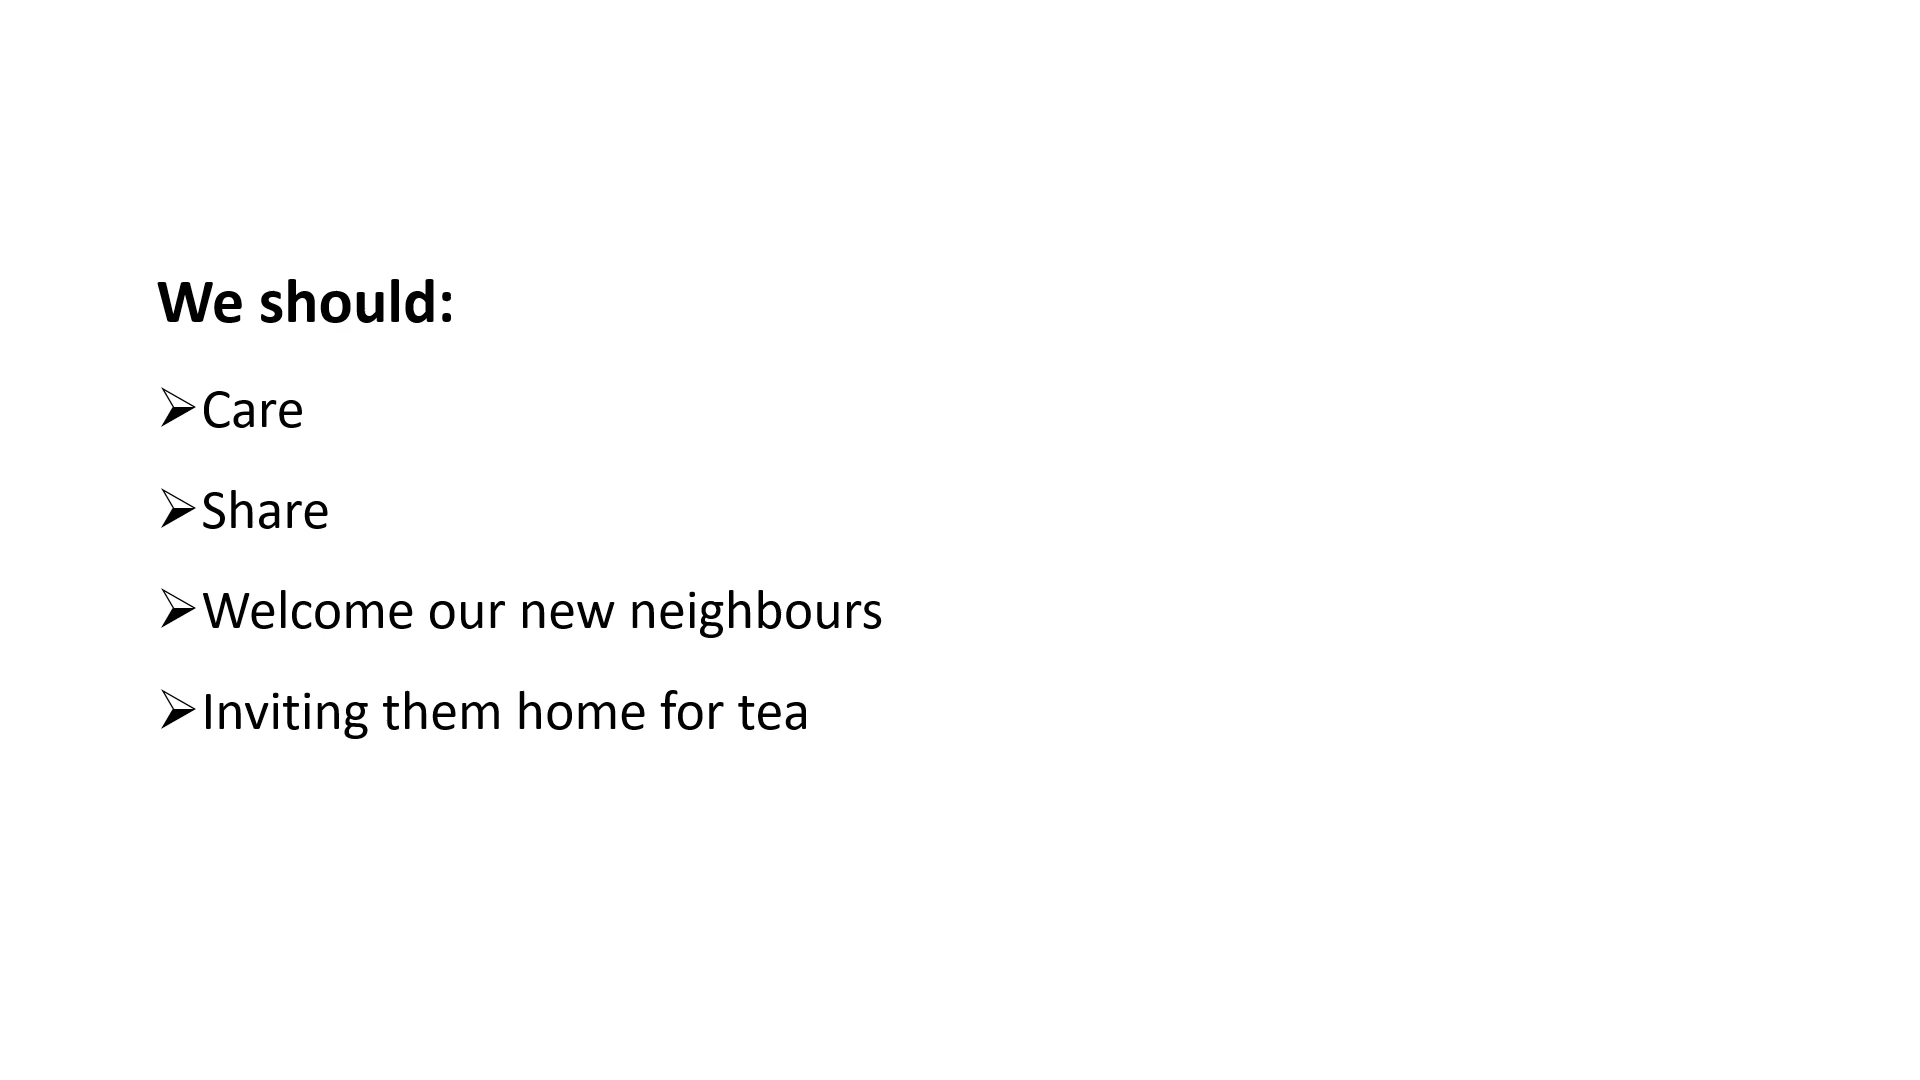 We should:
➢Care
➢Share
➢Welcome our new neighbours
➢Inviting them home for tea